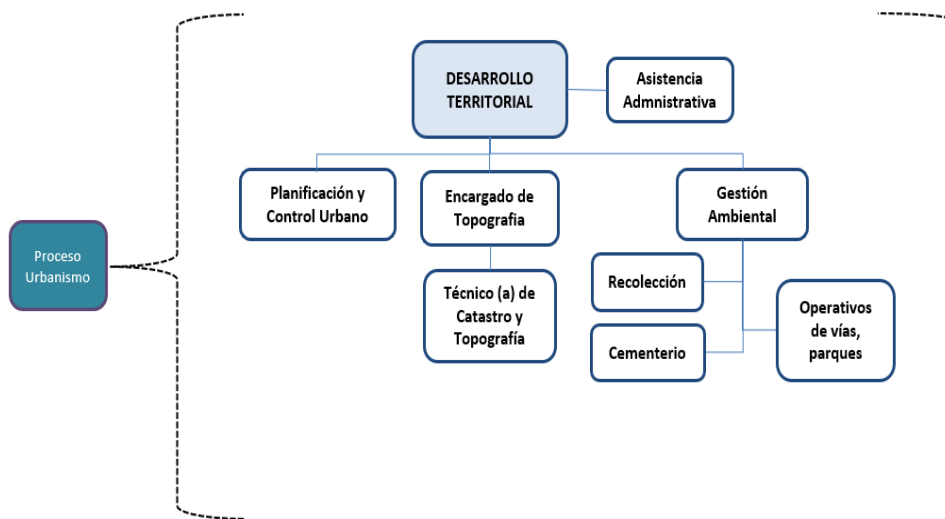 DESARROLLO
TERRITORIAL
Asistencia
Admnistrativa
Planificación y
Control Urbano
Encargado de
Topografia
Gestión
Ambiental
Proceso
Urbanismo
Recolección
Técnico (a) de
Catastro y
Topografía
Operativos
de vías,
parques
Cementerio